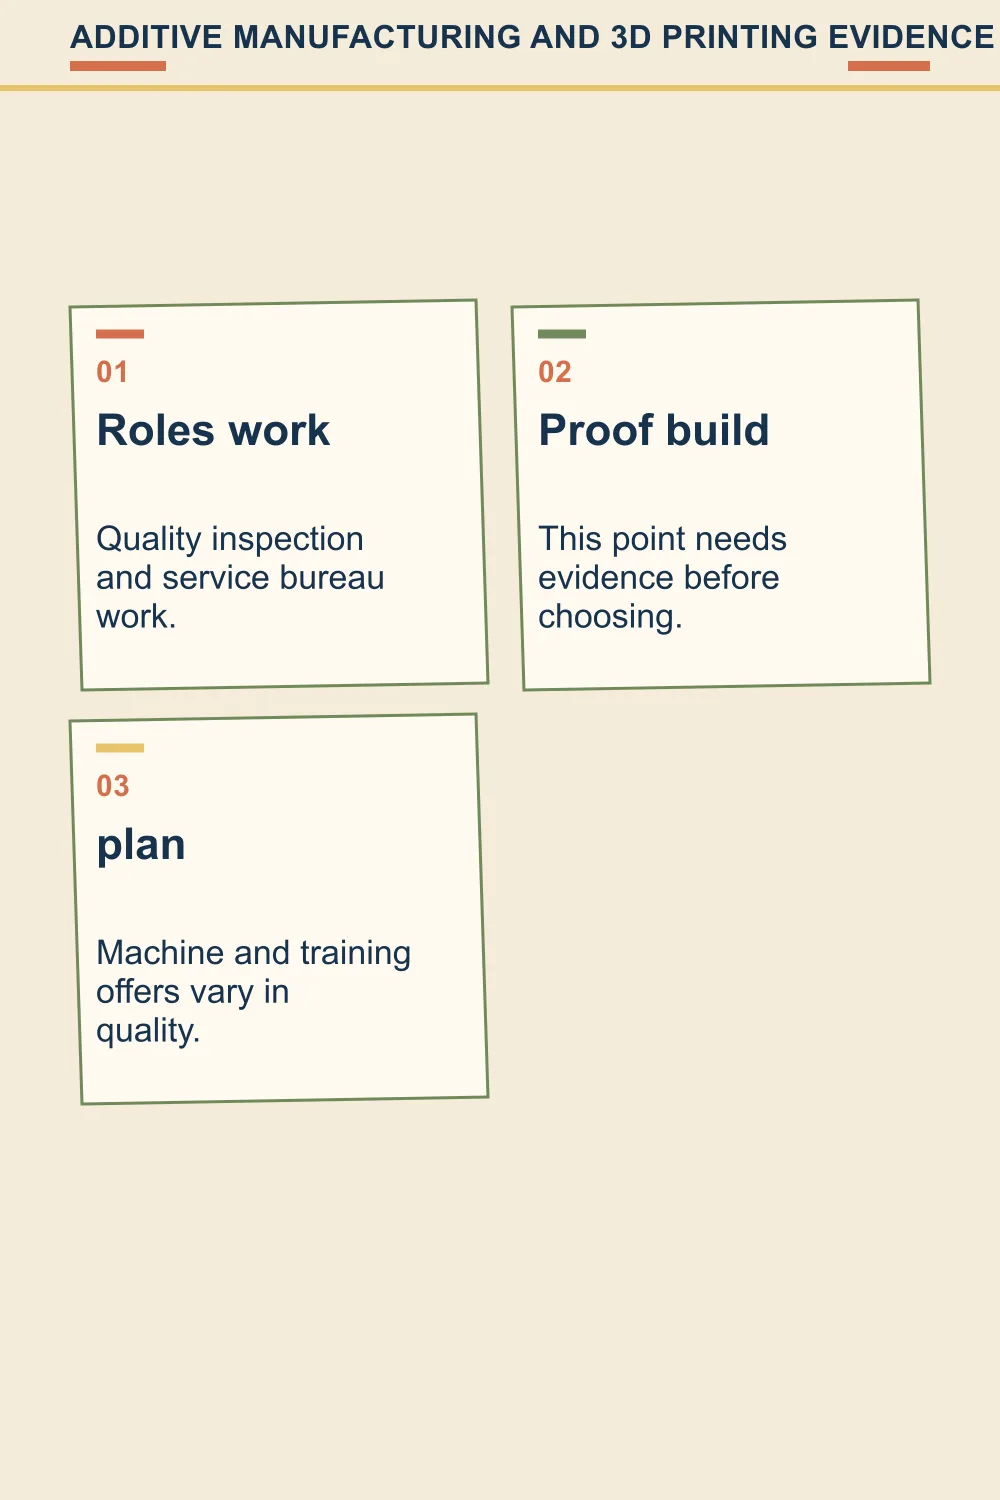 ADDITIVE MANUFACTURING AND 3D PRINTING EVIDENCE
01
Roles work
Quality inspection
and service bureau
work.
02
Proof build
This point needs
evidence before
choosing.
03
plan
Machine and training
offers vary in
quality.